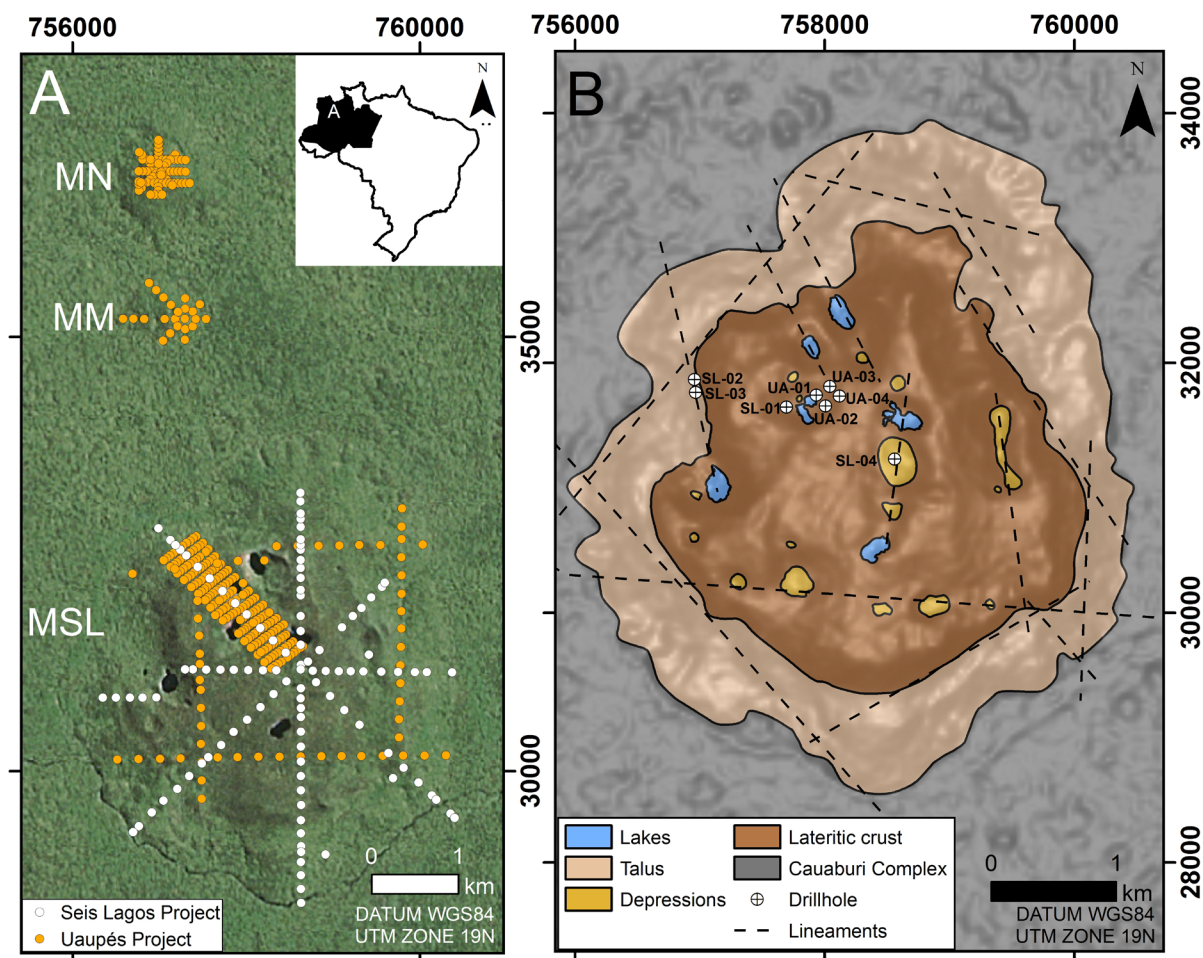 756000
760000
A
N
A
MN
MM
MSL
35000
30000
0
1
km
Seis Lagos Project
Uaupés Project
DATUM WGS84
UTM ZONE 19N
756000
758000
760000
B
N
34000
32000
30000
28000
SL-02
SL-03
UA-03
UA-01
UA-04
SL-01
UA-02
SL-04
Lakes
Talus
Depressions
Lateritic crust
Cauaburi Complex
Drillhole
Lineaments
0
1
km
DATUM WGS84
UTM ZONE 19N